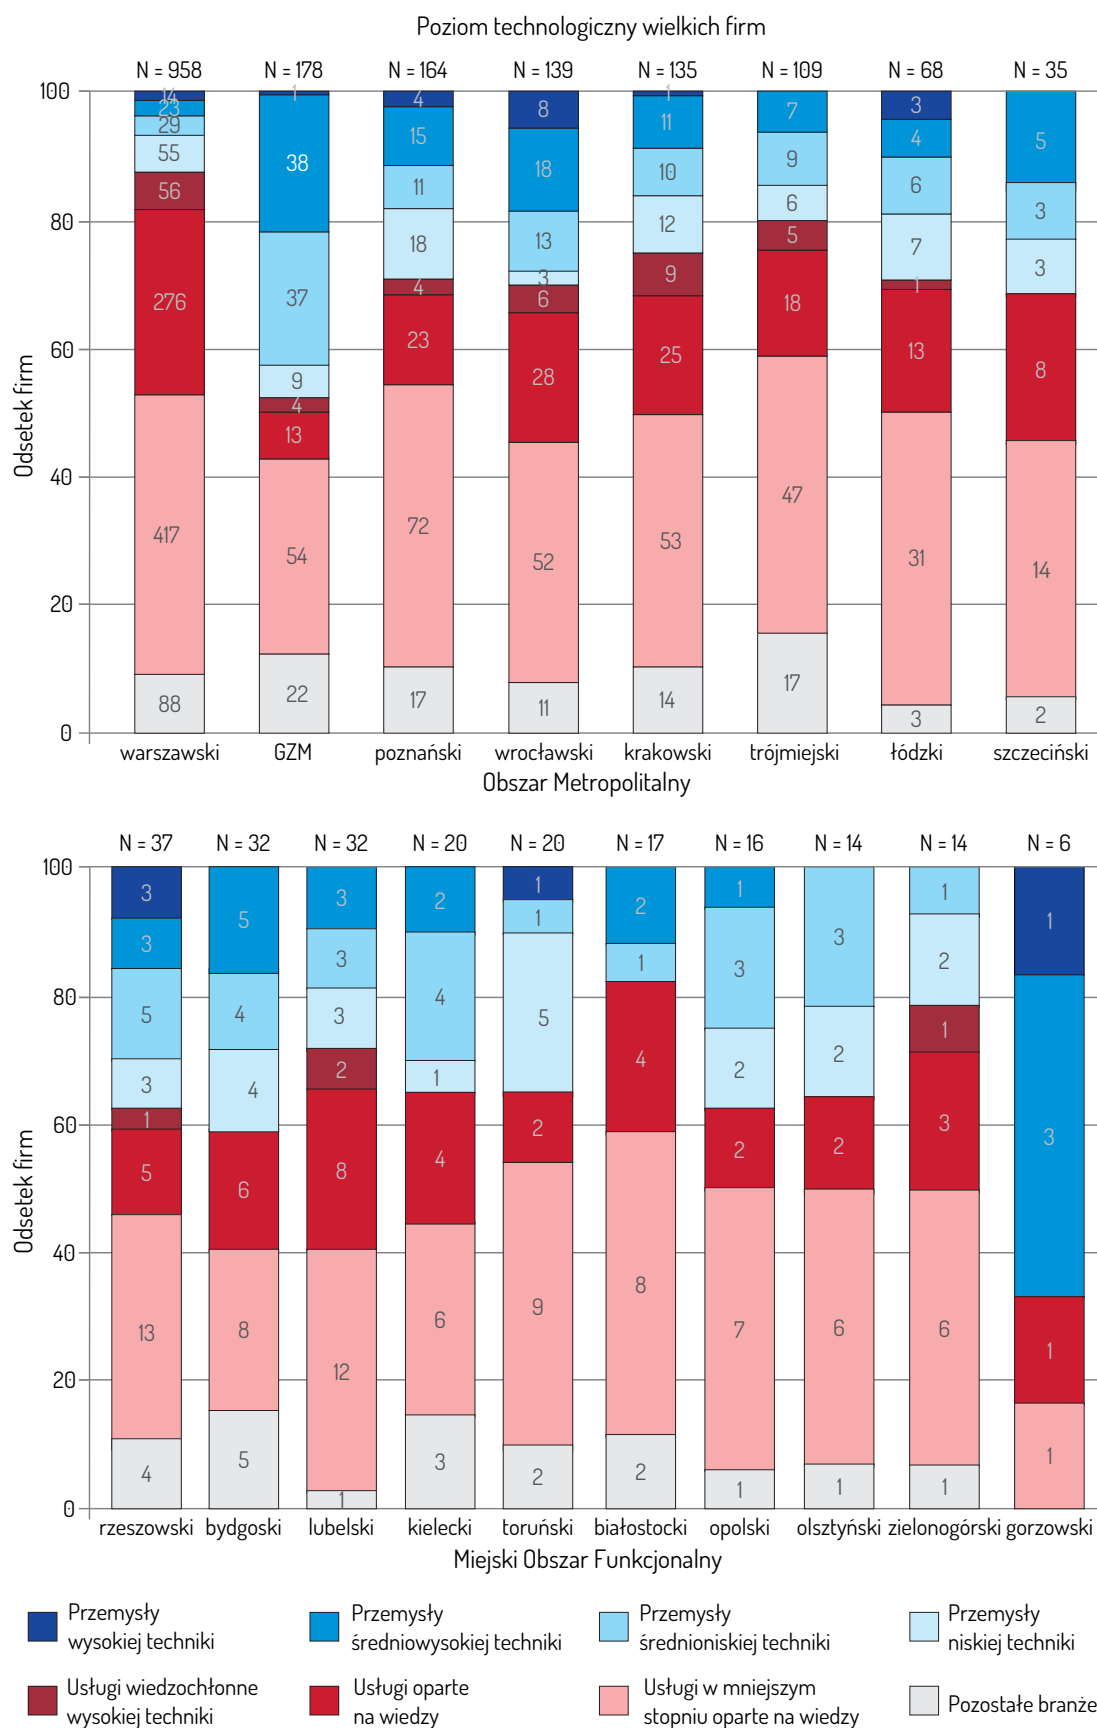 Poziom technologiczny wielkich firm
N = 958 N = 178 N = 164 N = 139 N = 135 N = 109 N = 68 N = 35
Odsetek firm
100
80
60
40
20
0
14 23 29 55 56 276 417 88
1 38 37 9 4 13 54 22
4 15 11 18 4 23 72 17
8 18 13 3 6 28 52 11
1 11 10 12 9 25 53 14
7 9 6 5 18 47 17
3 4 6 7 1 13 31 3
5 3 3 8 14 2
warszawski GZM poznański wrocławski krakowski trójmiejski łódzki szczeciński
Obszar Metropolitalny
N = 37 N = 32 N = 32 N = 20 N = 20 N = 17 N = 16 N = 14 N = 14 N = 6
Odsetek firm
100
80
60
40
20
0
3 3 5 3 1 5 13 4
5 4 4 6 8 5
3 3 3 2 8 12 1
2 4 1 4 6 3
1 1 5 2 9 2
2 1 4 8 2
1 3 2 2 7 1
3 2 2 6 1
1 2 1 3 6 1
1 3 1 1
rzeszowski bydgoski lubelski kielecki toruński białostocki opolski olsztyński zielonogórski gorzowski
Miejski Obszar Funkcjonalny
Przemysły
wysokiej techniki
Przemysły
średniowysokiej techniki
Przemysły
średnioniskiej techniki
Przemysły
niskiej techniki
Usługi wiedzochłonne
wysokiej techniki
Usługi oparte
na wiedzy
Usługi w mniejszym
stopniu oparte na wiedzy
Pozostałe branże